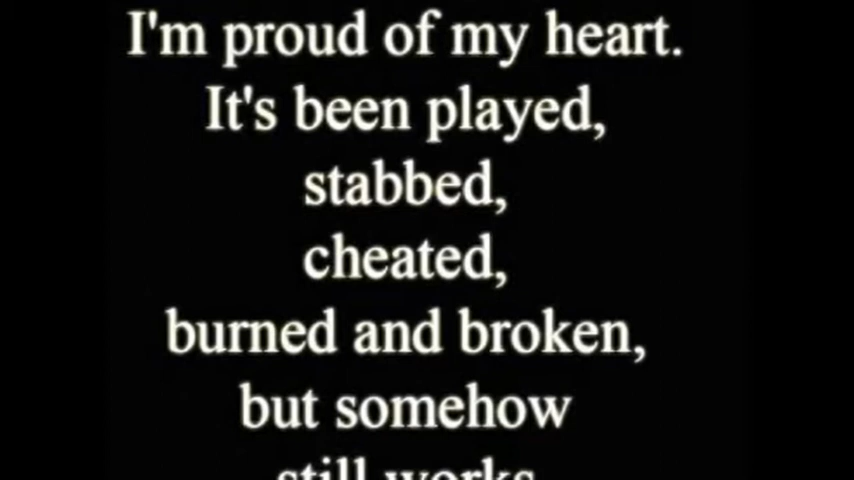 I'm proud of my heart.
It's been played,
stabbed,
cheated,
burned and broken,
but somehow
still works